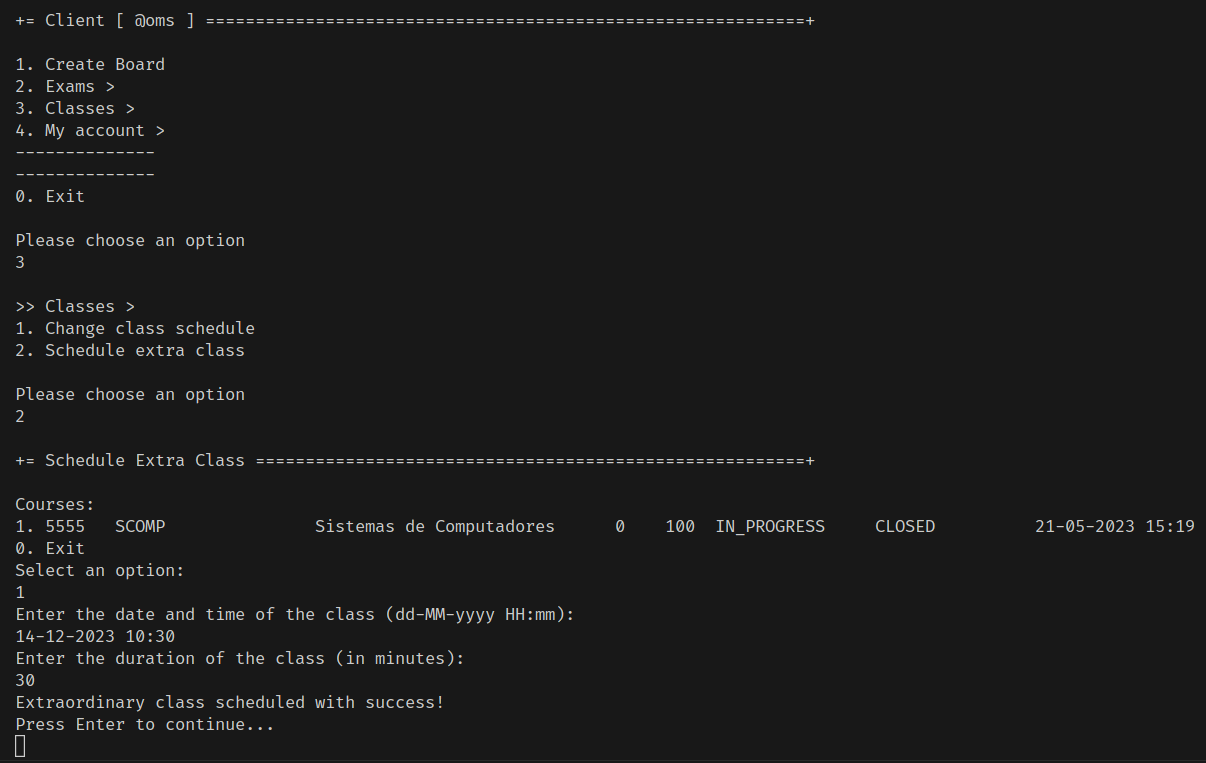 += Client [ @oms ] ============================================================+
1. Create Board
2. Exams >
3. Classes >
4. My account >
--------------
--------------
0. Exit
Please choose an option
3
>> Classes >
1. Change class schedule
2. Schedule extra class
Please choose an option
2
+= Schedule Extra Class =======================================================+
Courses:
1. 5555   SCOMP               Sistemas de Computadores      0    100  IN_PROGRESS     CLOSED          21-05-2023 15:19
0. Exit
Select an option:
1
Enter the date and time of the class (dd-MM-yyyy HH:mm):
14-12-2023 10:30
Enter the duration of the class (in minutes):
30
Extraordinary class scheduled with success!
Press Enter to continue...